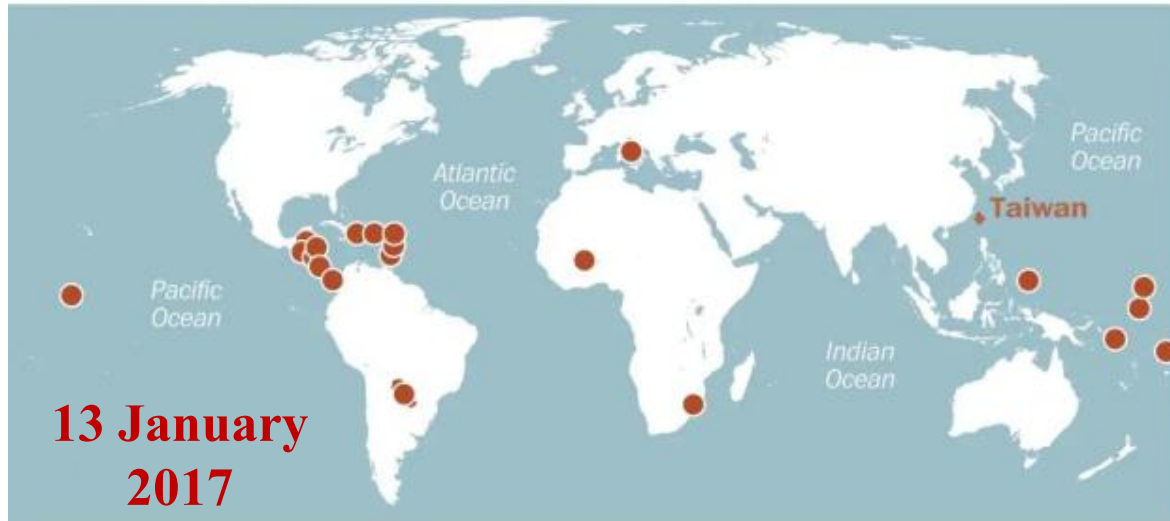 Pacific
Ocean
Atlantic
Ocean
Taiwan
Pacific
Ocean
Indian
Ocean
13 January
2017